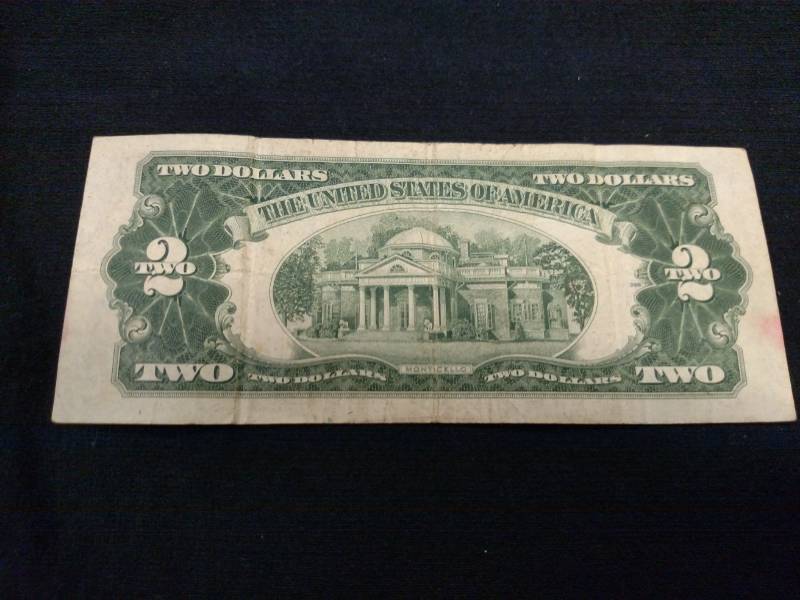 TWO DOLLARS TWO DOLLARS
THE UNITED STATES OF AMERICA
2 2
TWO TWO
TWO TWO DOLLARS MONTICELLO TWO DOLLARS TWO